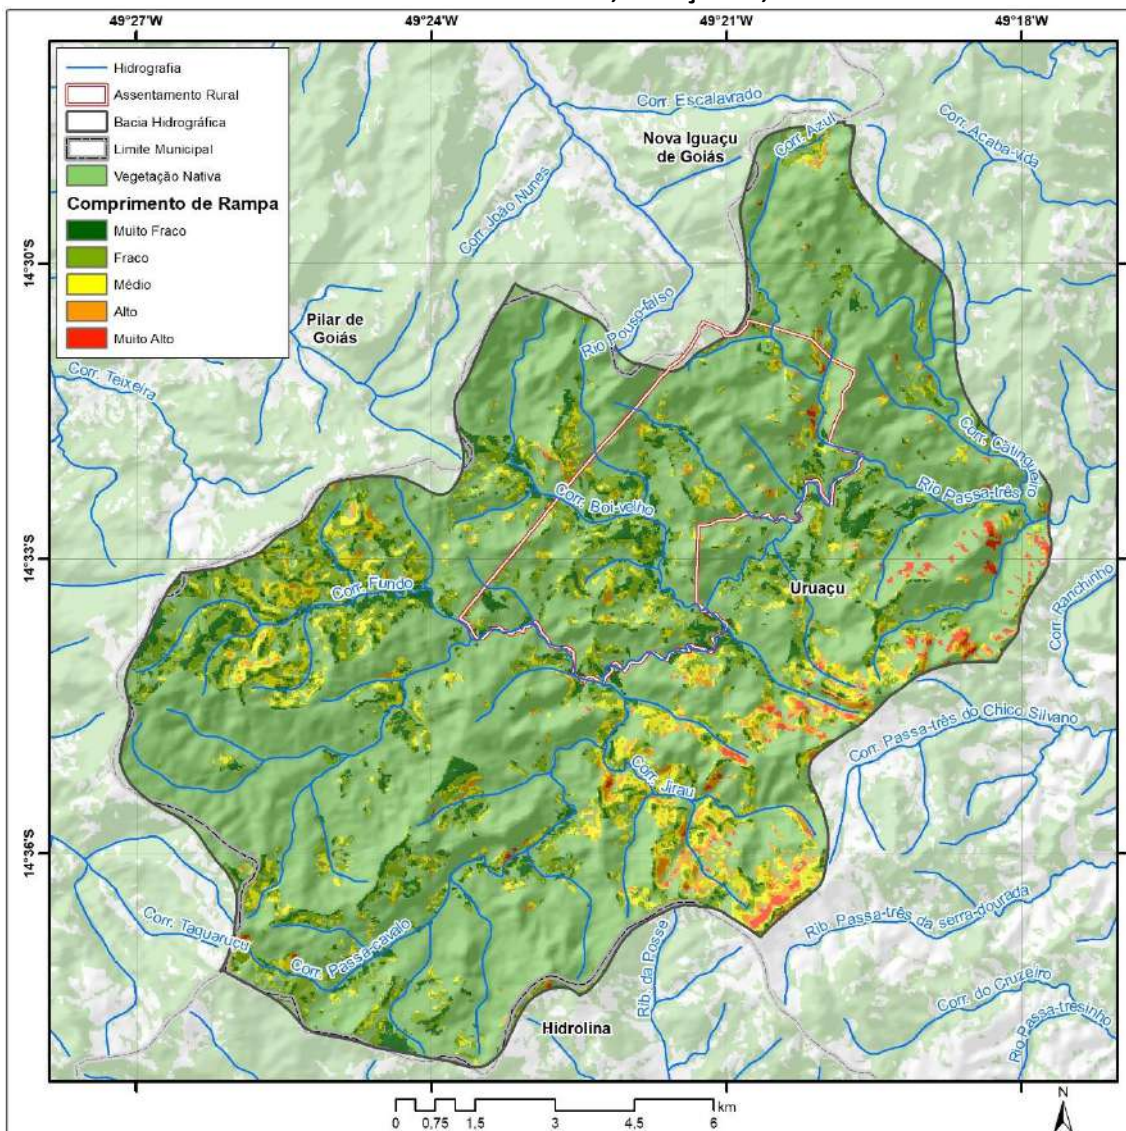 49°27'W
49°24'W
49°21'W
49°18'W
Hidrografia
Assentamento Rural
Bacia Hidrográfica
Limite Municipal
Vegetação Nativa
Comprimento de Rampa
Muito Fraco
Fraco
Médio
Alto
Muito Alto
Corr. Escalavrado
Nova Iguaçu
de Goiás
Corr. Azul
Corr. Acaba-vida
Corr. João Nunes
14°30'S
Rio Pouso-falso
Pilar de
Goiás
Corr. Teixeira
Corr. Catingueiro
Rio Passa-três
Corr. Boi-velho
14°33'S
Corr. Fundo
Uruaçu
Corr. Ranchinho
Corr. Passa-três do Chico Silvano
Corr. Jirau
14°36'S
Corr. Taquaruçu
Corr. Passa-cavalo
Rib. da Posse
Rib. Passa-três da serra-dourada
Corr. do Cruzeiro
Rio Passa-tresinho
Hidrolina
N
km
0 0,75 1,5 3 4,5 6